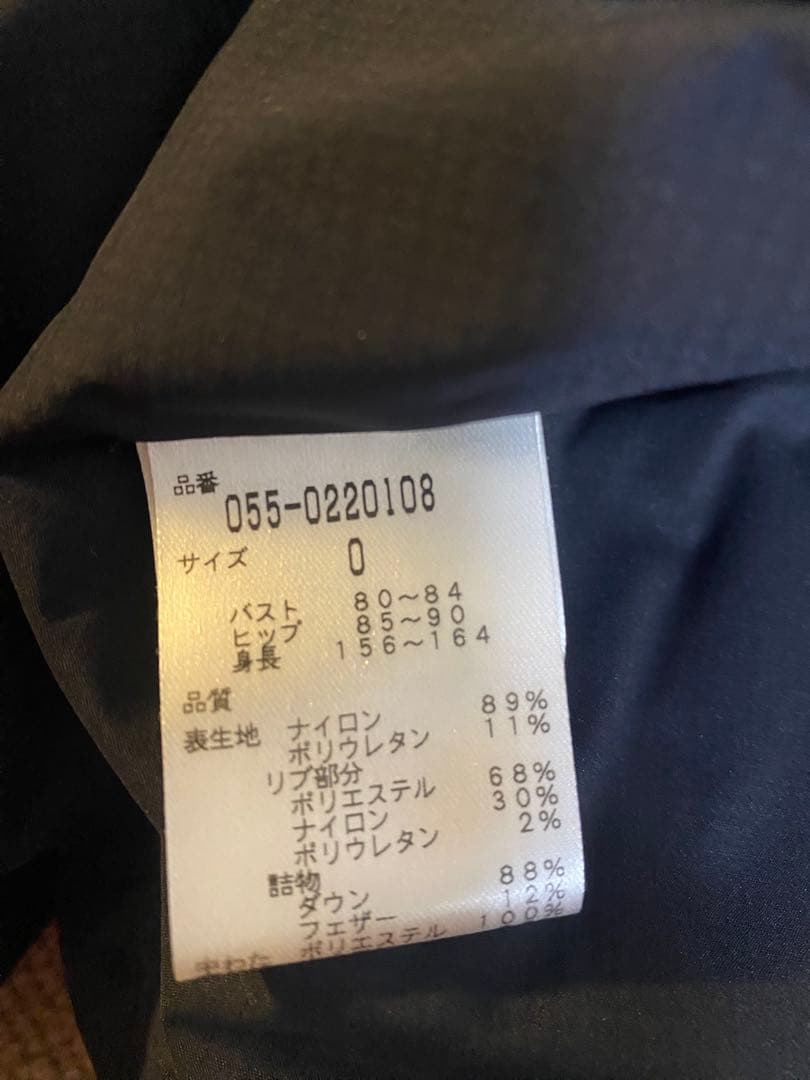 品番 055-0220108
サイズ 0
バスト 80~84
ヒップ 85~90
身長 156~164
品質
表生地 ナイロン 89%
ポリウレタン 11%
リブ部分
ポリエステル 68%
ナイロン 30%
ポリウレタン 2%
詰物
ダウン 88%
フェザー 12%
中わた ポリエステル 100%